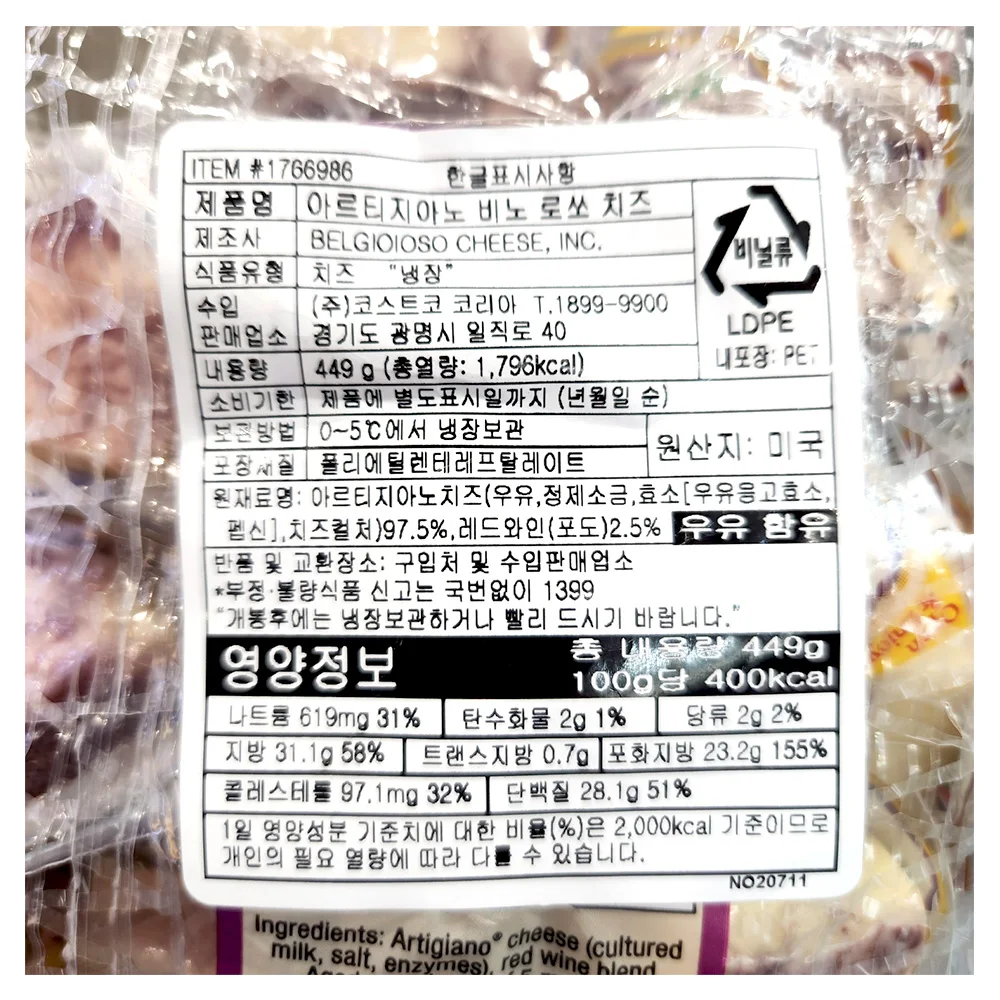 ITEM #1766986 한글표시사항
제품명 아르티지아노 비노 로쏘 치즈
제조사 BELGIOIOSO CHEESE, INC.
식품유형 치즈 "냉장"
수입 (주)코스트코 코리아 T.1899-9900
판매업소 경기도 광명시 일직로 40
비닐류
LDPE
내포장: PET
내용량 449 g (총열량: 1,796kcal)
소비기한 제품에 별도표시일까지 (년월일 순)
보관방법 0~5℃에서 냉장보관
원산지: 미국
포장재질 폴리에틸렌테레프탈레이트
원재료명: 아르티지아노치즈(우유,정제소금,효소[우유응고효소,
펩신],치즈컬쳐)97.5%,레드와인(포도)2.5% 우유 함유
반품 및 교환장소: 구입처 및 수입판매업소
*부정·불량식품 신고는 국번없이 1399
"개봉후에는 냉장보관하거나 빨리 드시기 바랍니다."
영양정보 총 내용량 449g
100g당 400kcal
나트륨 619mg 31% 탄수화물 2g 1% 당류 2g 2%
지방 31.1g 58% 트랜스지방 0.7g 포화지방 23.2g 155%
콜레스테롤 97.1mg 32% 단백질 28.1g 51%
1일 영양성분 기준치에 대한 비율(%)은 2,000kcal 기준이므로
개인의 필요 열량에 따라 다를 수 있습니다.
NO20711
Ingredients: Artigiano® cheese (cultured
milk, salt, enzymes), red wine blend